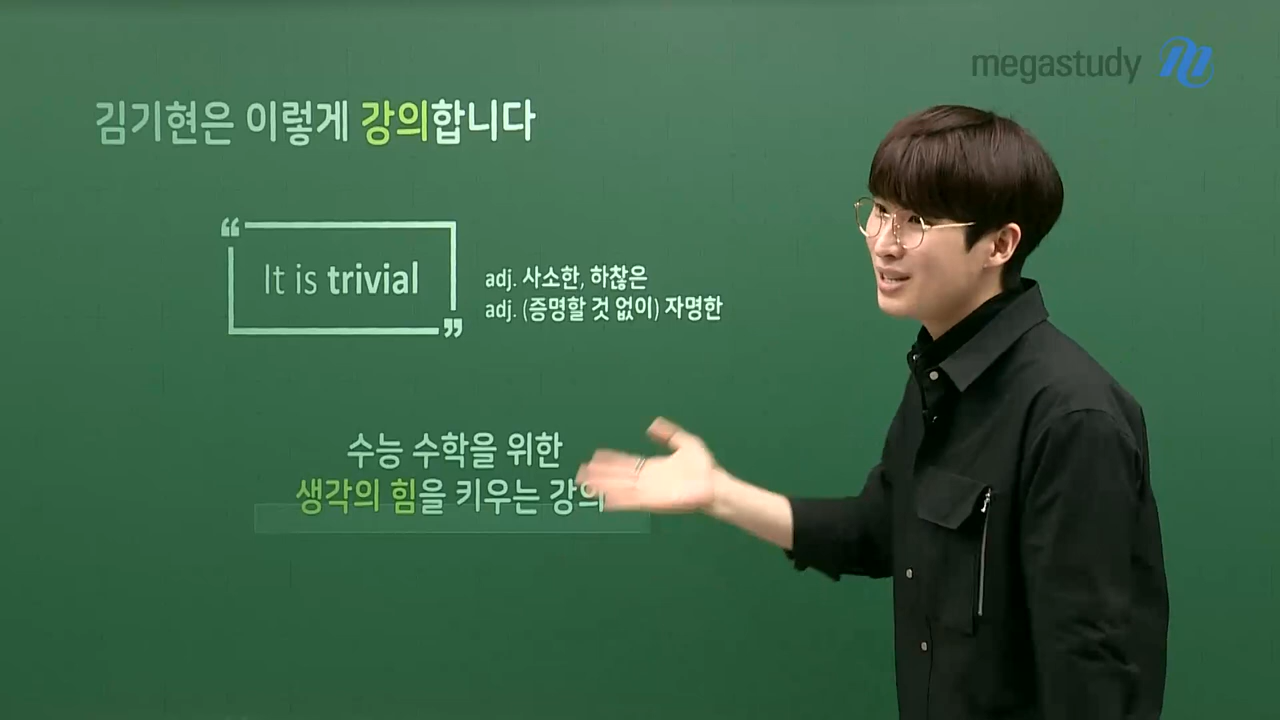 megastudy
김기현은 이렇게 강의합니다
“ It is trivial ”
adj. 사소한, 하찮은
adj. (증명할 것 없이) 자명한
수능 수학을 위한
생각의 힘을 키우는 강의